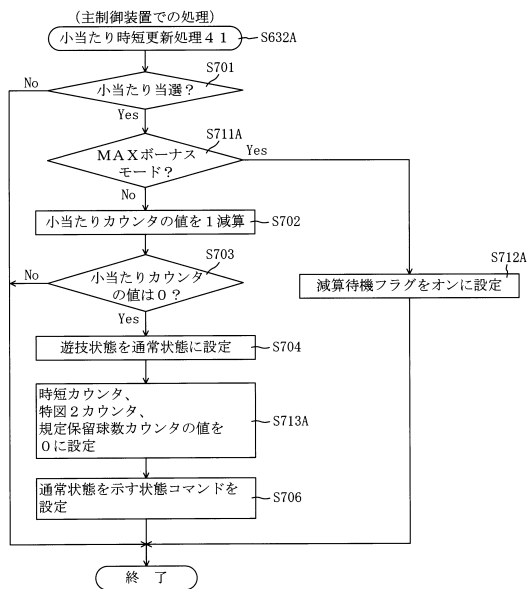 (主制御装置での処理)
小当たり時短更新処理41
S632A
S701
No
小当たり当選?
Yes
S711A
MAXボーナス
モード?
Yes
No
小当たりカウンタの値を1減算
S702
S703
No
小当たりカウンタ
の値は0?
S712A
減算待機フラグをオンに設定
Yes
遊技状態を通常状態に設定
S704
時短カウンタ、
特図2カウンタ、
規定保留球数カウンタの値を
0に設定
S713A
通常状態を示す状態コマンドを
設定
S706
終 了